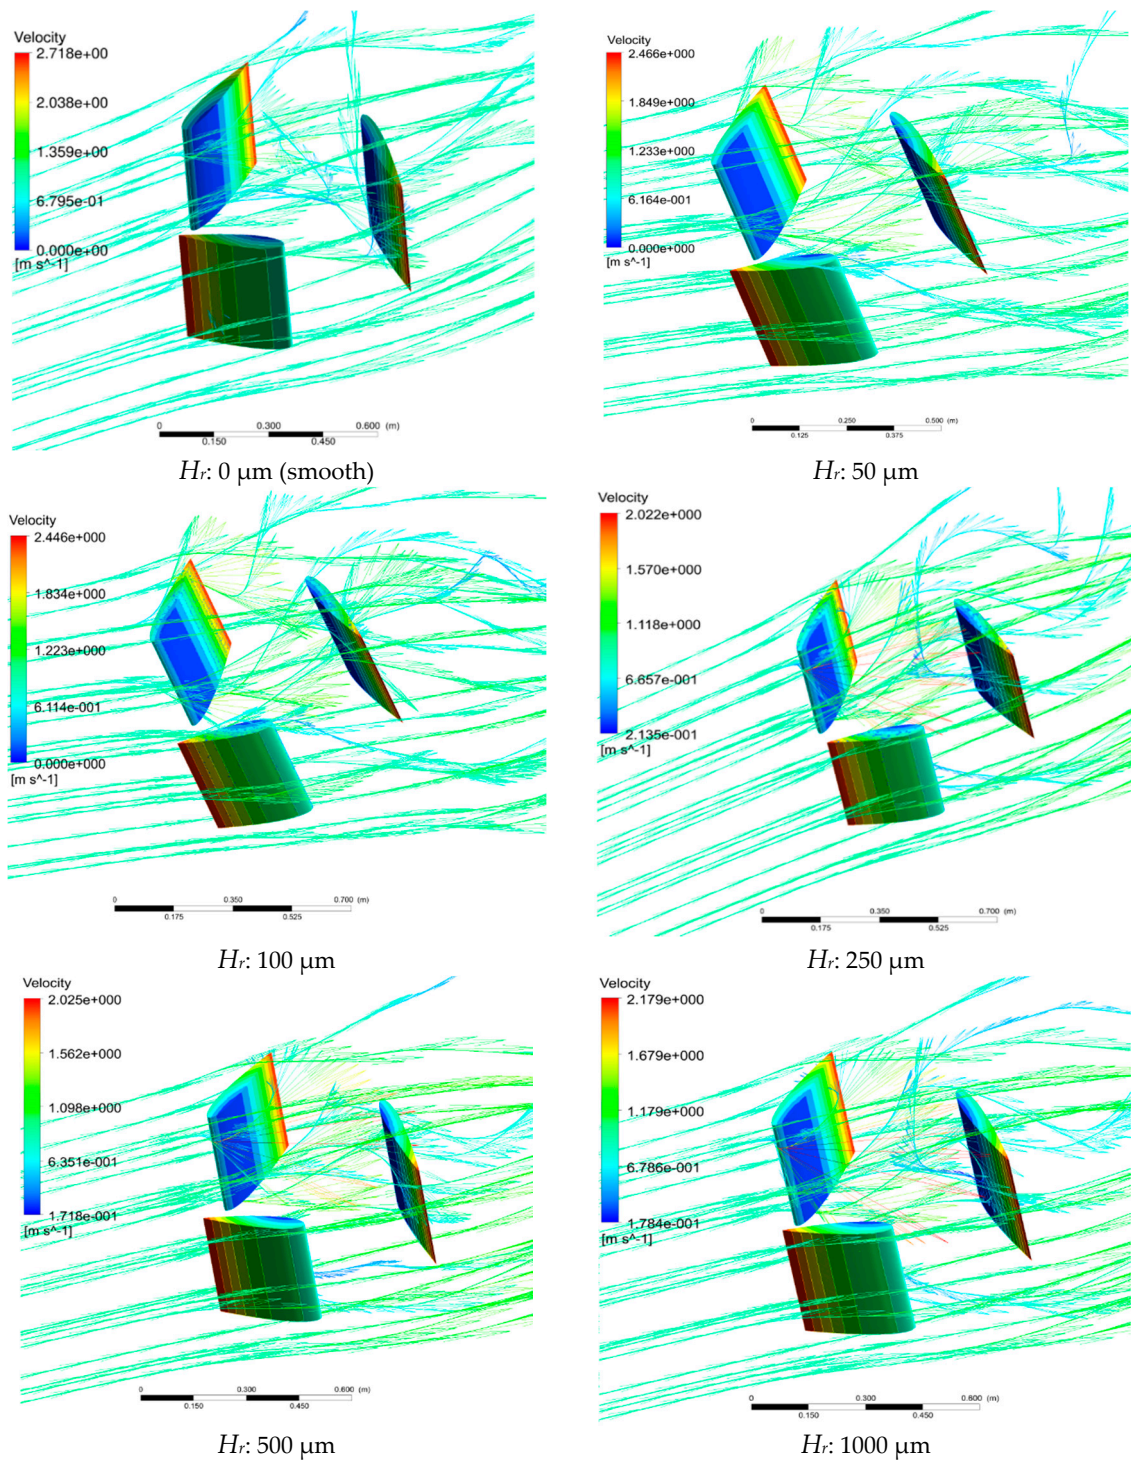 Velocity
2.718e+00
2.038e+00
1.359e+00
6.795e-01
0.000e+00
[m s^-1]
0 0.300 0.600 (m)
0.150 0.450
Hr: 0 µm (smooth)
Velocity
2.466e+000
1.849e+000
1.233e+000
6.164e-001
0.000e+000
[m s^-1]
0 0.250 0.500 (m)
0.125 0.375
Hr: 50 µm
Velocity
2.446e+000
1.834e+000
1.223e+000
6.114e-001
0.000e+000
[m s^-1]
0 0.350 0.700 (m)
0.175 0.525
Hr: 100 µm
Velocity
2.022e+000
1.570e+000
1.118e+000
6.657e-001
2.135e-001
[m s^-1]
0 0.350 0.700 (m)
0.175 0.525
Hr: 250 µm
Velocity
2.025e+000
1.562e+000
1.098e+000
6.351e-001
1.718e-001
[m s^-1]
0 0.300 0.600 (m)
0.150 0.450
Hr: 500 µm
Velocity
2.179e+000
1.679e+000
1.179e+000
6.786e-001
1.784e-001
[m s^-1]
0 0.300 0.600 (m)
0.150 0.450
Hr: 1000 µm